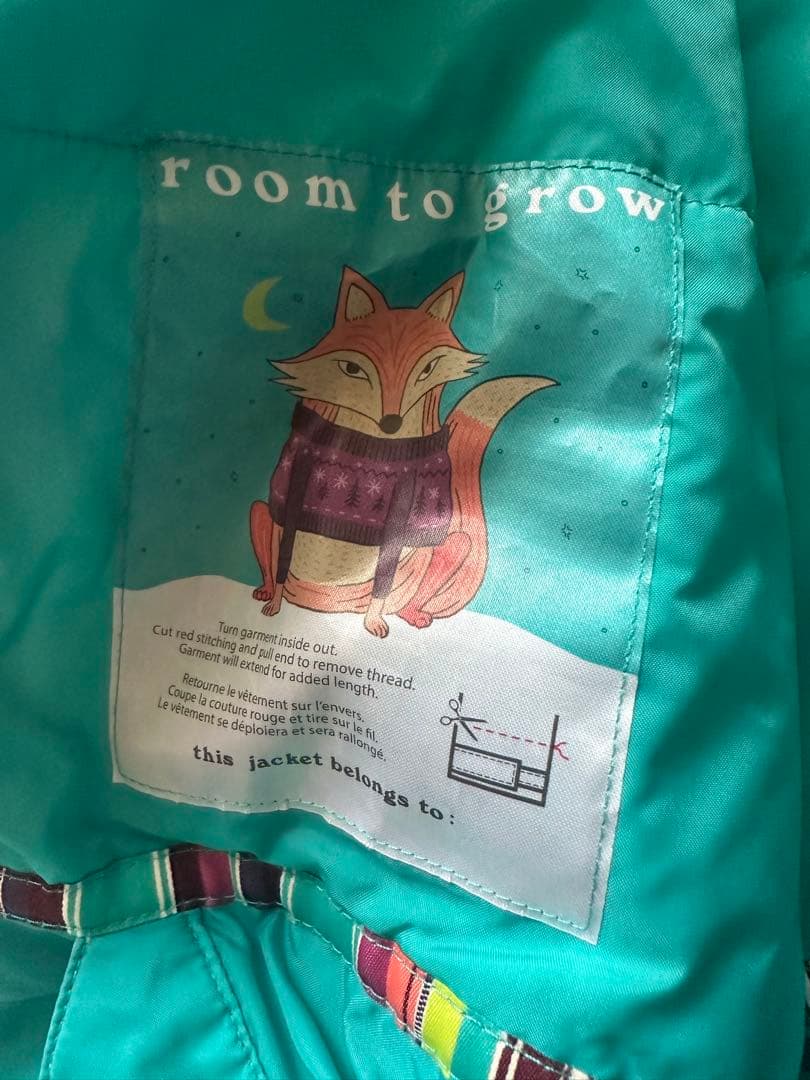 room to grow
Turn garment inside out.
Cut red stitching and pull end to remove thread.
Garment will extend for added length.
Retourne le vêtement sur l'envers.
Coupe la couture rouge et tire sur le fil.
Le vêtement se déploiera et sera rallongé.
this jacket belongs to: